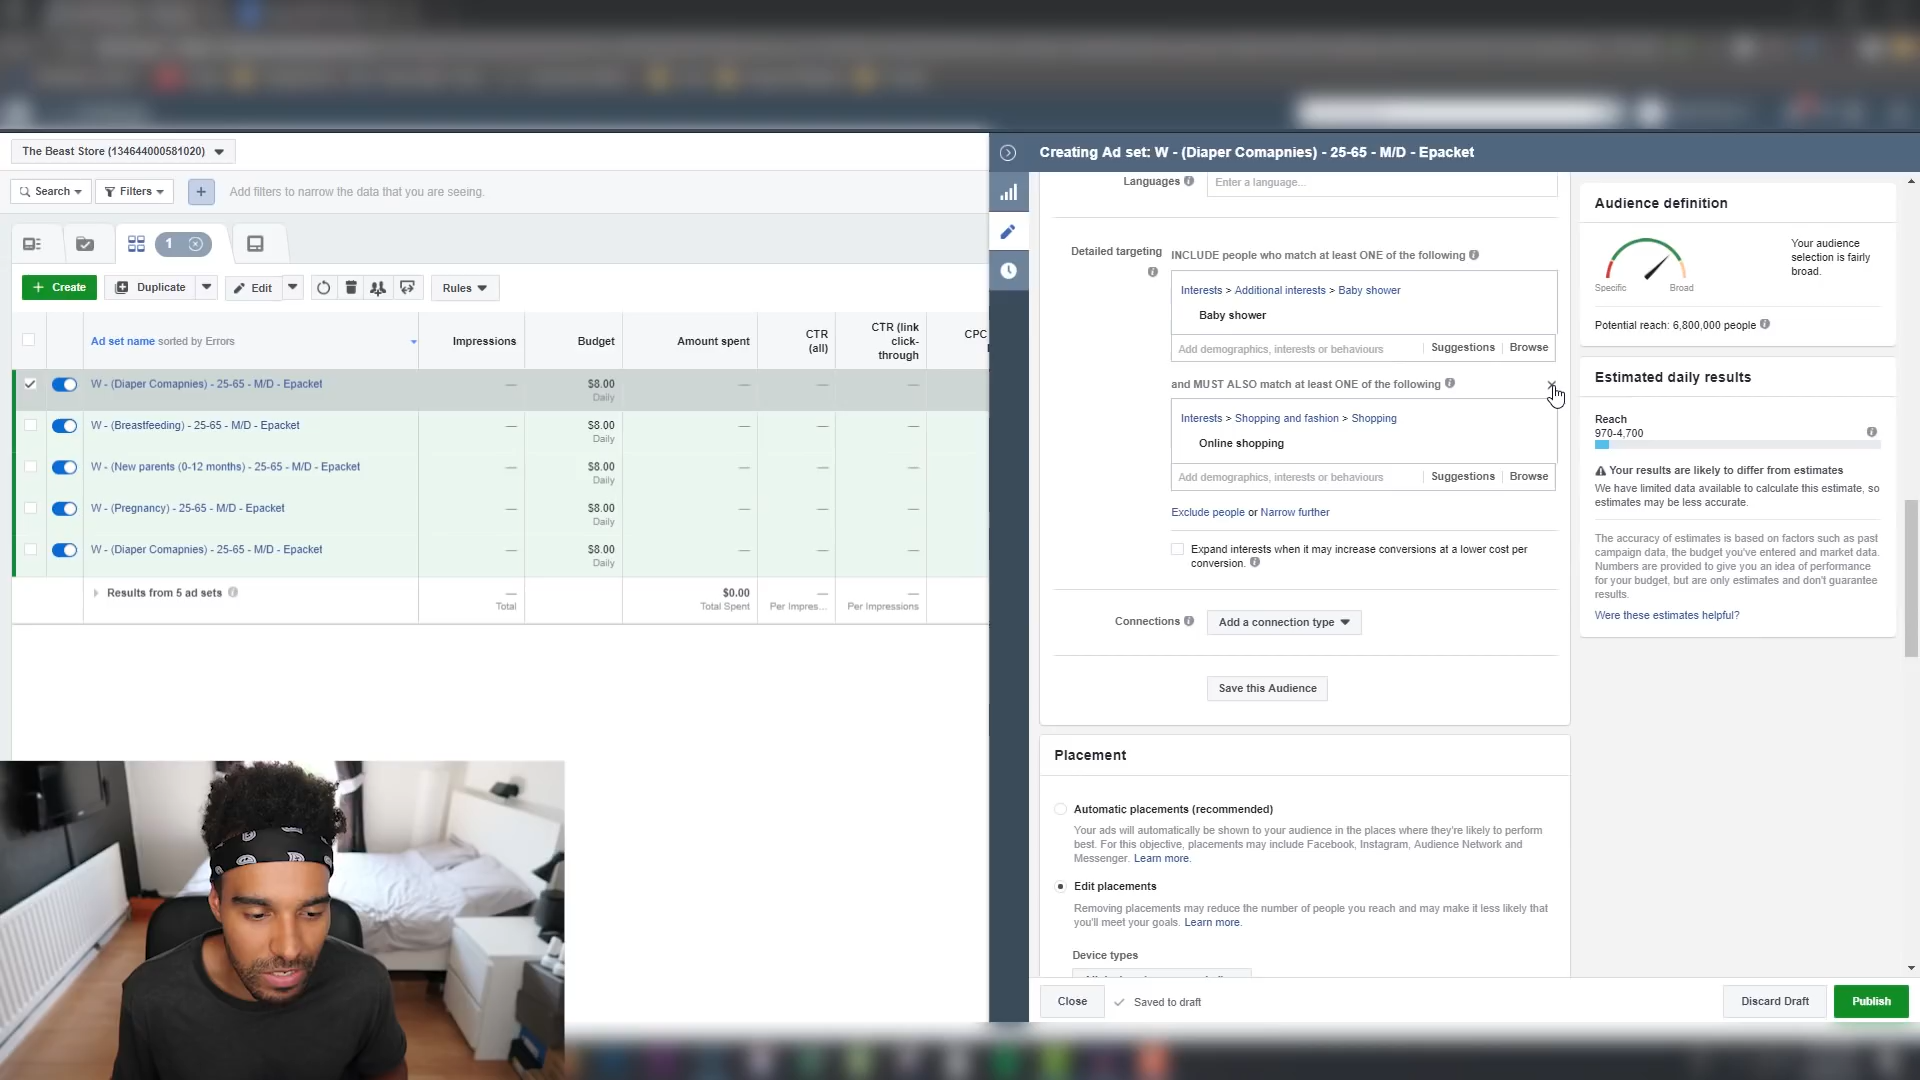 The Beast Store (134644000581020)
Search
Filters
+
Add filters to narrow the data that you are seeing.
1
+ Create
Duplicate
Edit
Rules
Ad set name sorted by Errors
Impressions
Budget
Amount spent
CTR (all)
CTR (link click-through
CPC
W - (Diaper Comapnies) - 25-65 - M/D - Epacket
—
$8.00
Daily
—
—
—
W - (Breastfeeding) - 25-65 - M/D - Epacket
—
$8.00
Daily
—
—
—
W - (New parents (0-12 months) - 25-65 - M/D - Epacket
—
$8.00
Daily
—
—
—
W - (Pregnancy) - 25-65 - M/D - Epacket
—
$8.00
Daily
—
—
—
W - (Diaper Comapnies) - 25-65 - M/D - Epacket
—
$8.00
Daily
—
—
—
Results from 5 ad sets
—
Total
$0.00
Total Spent
—
Per Impres...
—
Per Impressions
Creating Ad set: W - (Diaper Comapnies) - 25-65 - M/D - Epacket
Languages
Enter a language...
Detailed targeting
INCLUDE people who match at least ONE of the following
Interests > Additional interests > Baby shower
Baby shower
Add demographics, interests or behaviours
Suggestions
Browse
and MUST ALSO match at least ONE of the following
Interests > Shopping and fashion > Shopping
Online shopping
Add demographics, interests or behaviours
Suggestions
Browse
Exclude people or Narrow further
Expand interests when it may increase conversions at a lower cost per
conversion.
Connections
Add a connection type
Save this Audience
Placement
Automatic placements (recommended)
Your ads will automatically be shown to your audience in the places where they're likely to perform
best. For this objective, placements may include Facebook, Instagram, Audience Network and
Messenger. Learn more.
Edit placements
Removing placements may reduce the number of people you reach and may make it less likely that
you'll meet your goals. Learn more.
Device types
Close
Saved to draft
Discard Draft
Publish
Audience definition
Specific
Broad
Your audience
selection is fairly
broad.
Potential reach: 6,800,000 people
Estimated daily results
Reach
970-4,700
Your results are likely to differ from estimates
We have limited data available to calculate this estimate, so
estimates may be less accurate.
The accuracy of estimates is based on factors such as past
campaign data, the budget you've entered and market data.
Numbers are provided to give you an idea of performance
for your budget, but are only estimates and don't guarantee
results.
Were these estimates helpful?